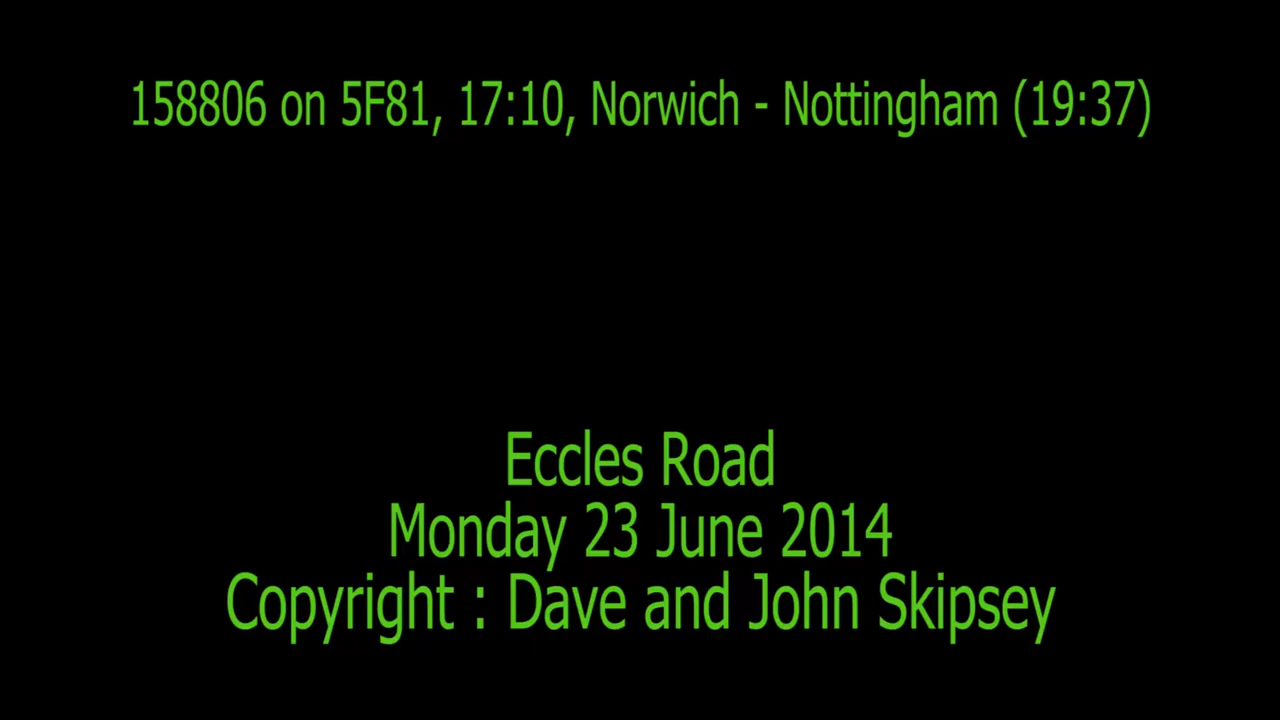 158806 on 5F81, 17:10, Norwich - Nottingham (19:37)
Eccles Road
Monday 23 June 2014
Copyright : Dave and John Skipsey